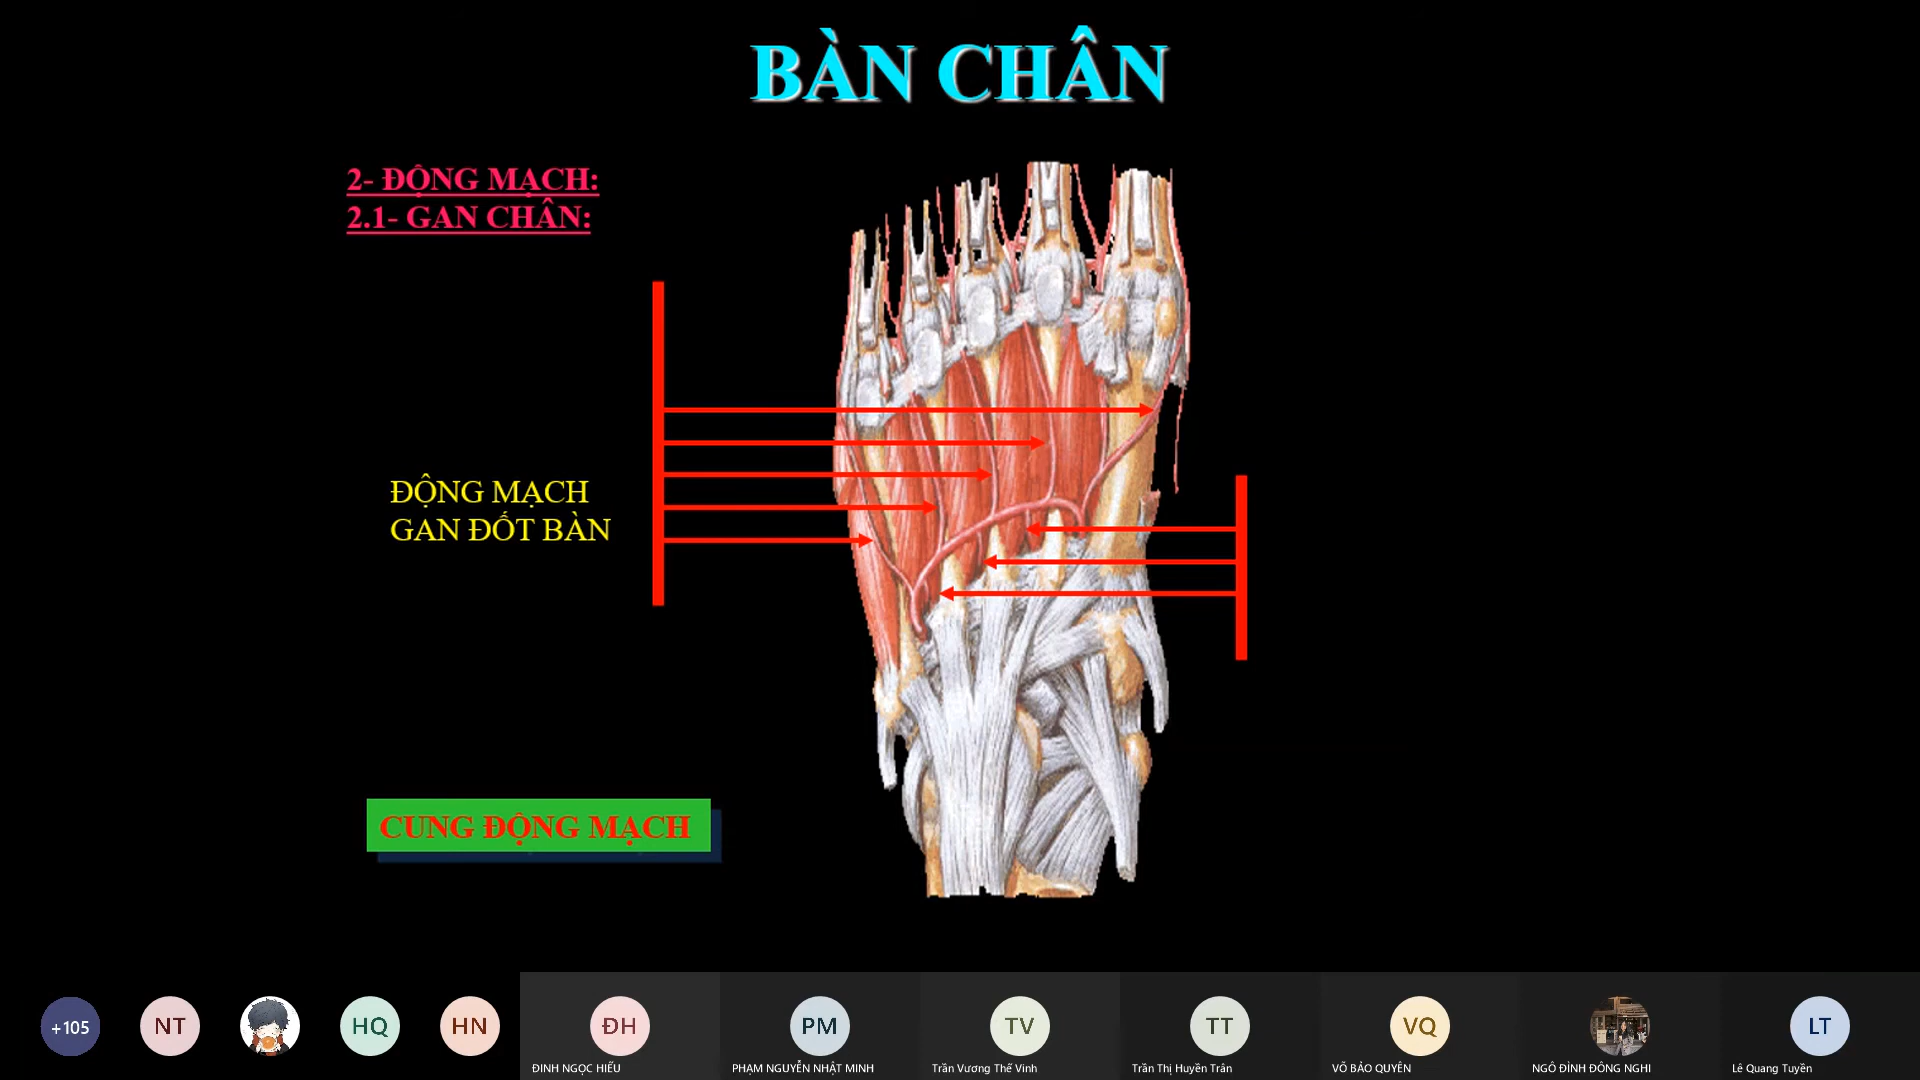 BÀN CHÂN
2- ĐỘNG MẠCH:
2.1- GAN CHÂN:
ĐỘNG MẠCH
GAN ĐỐT BÀN
CUNG ĐỘNG MẠCH
+105
NT
HQ
HN
ĐH
PM
TV
TT
VQ
LT
ĐINH NGỌC HIẾU
PHẠM NGUYỄN NHẬT MINH
Trần Vương Thế Vinh
Trần Thị Huyền Trân
VÕ BẢO QUYÊN
NGÔ ĐÌNH ĐÔNG NGHI
Lê Quang Tuyền